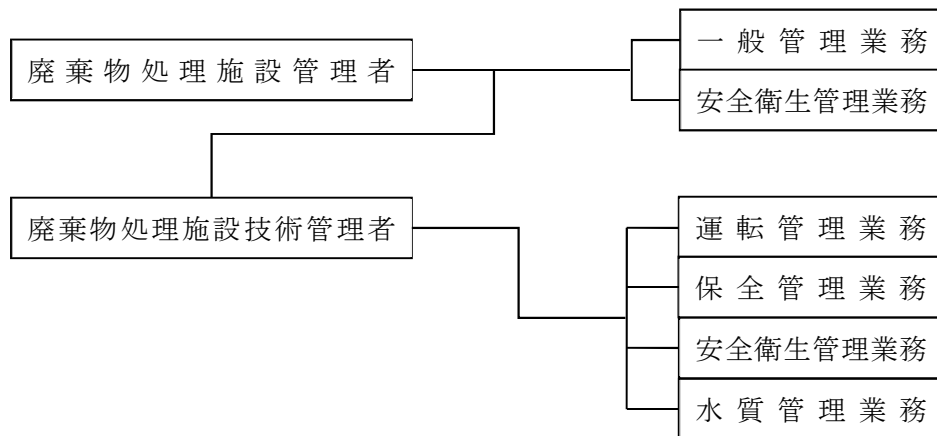 廃棄物処理施設管理者
一般管理業務
安全衛生管理業務
廃棄物処理施設技術管理者
運転管理業務
保全管理業務
安全衛生管理業務
水質管理業務